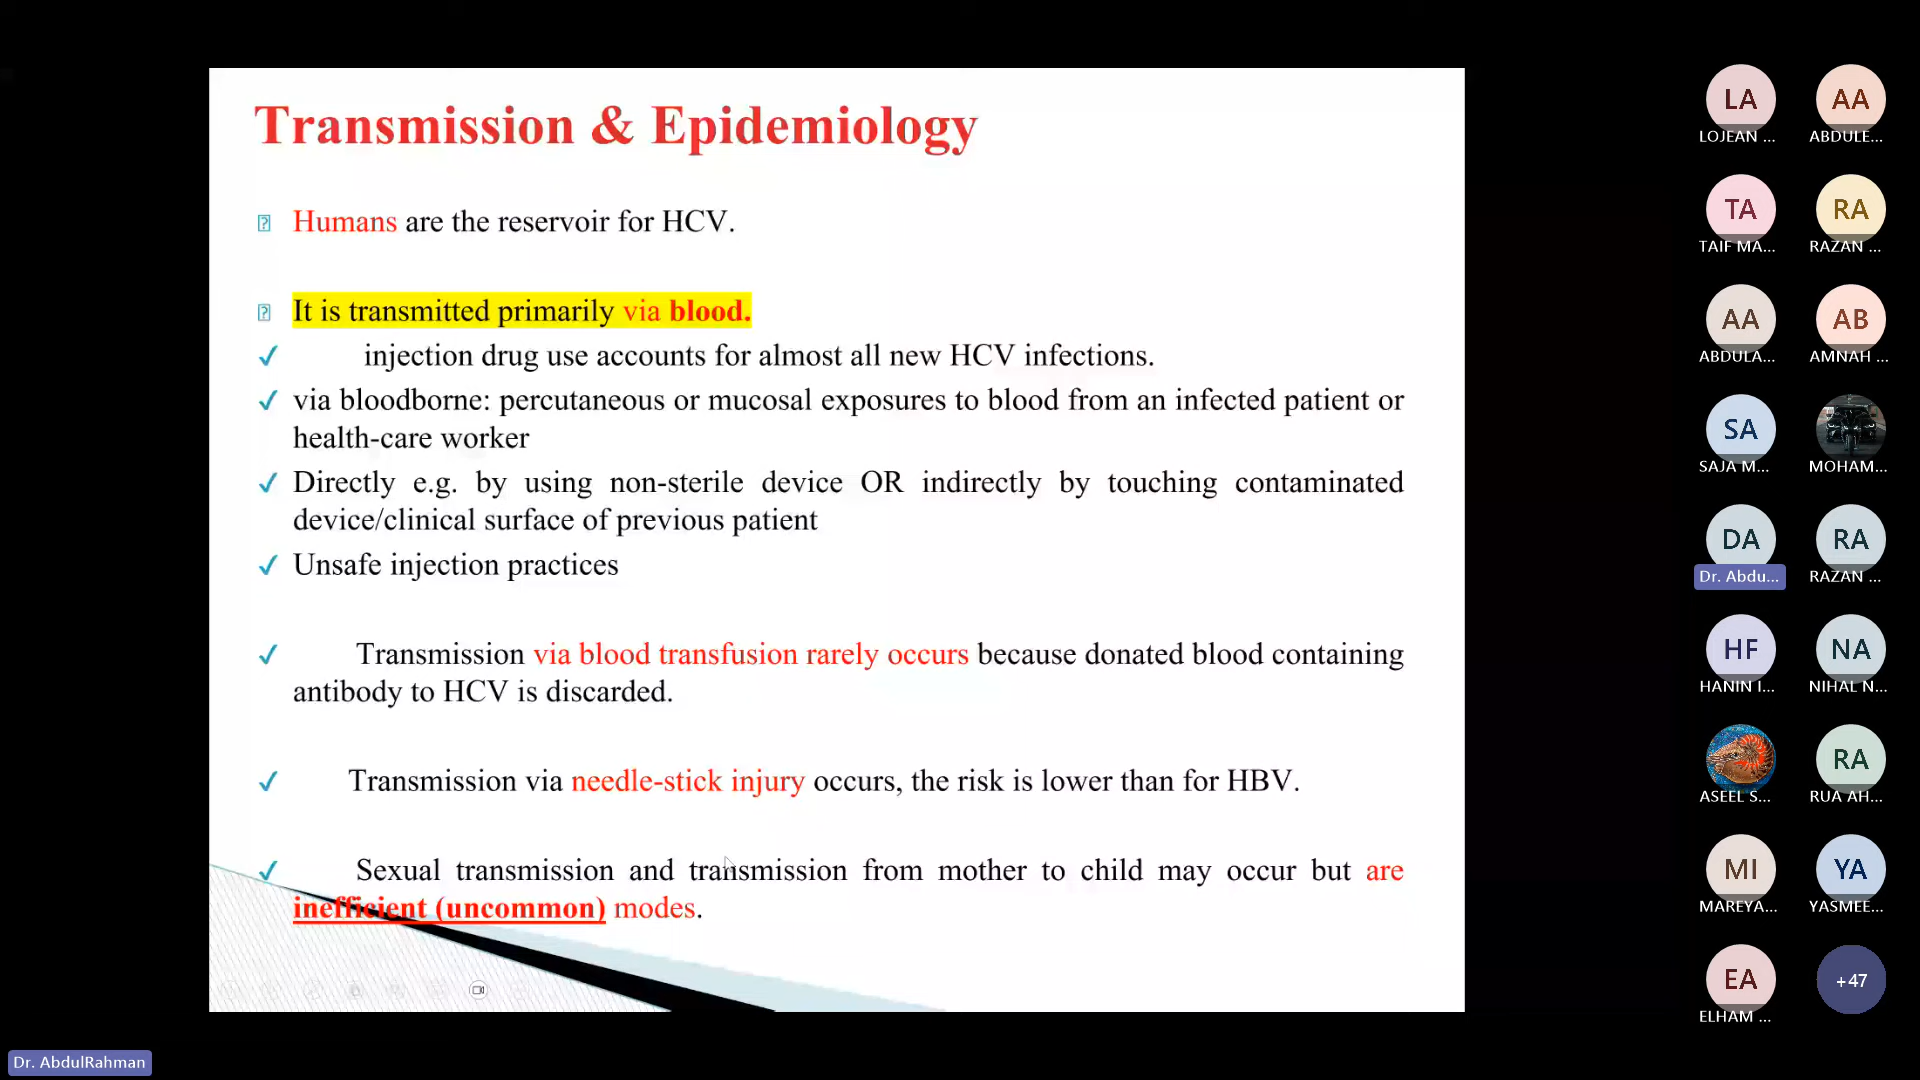 Transmission & Epidemiology
Humans are the reservoir for HCV.
It is transmitted primarily via blood.
✓ injection drug use accounts for almost all new HCV infections.
✓ via bloodborne: percutaneous or mucosal exposures to blood from an infected patient or
health-care worker
✓ Directly e.g. by using non-sterile device OR indirectly by touching contaminated
device/clinical surface of previous patient
✓ Unsafe injection practices
✓ Transmission via blood transfusion rarely occurs because donated blood containing
antibody to HCV is discarded.
✓ Transmission via needle-stick injury occurs, the risk is lower than for HBV.
✓ Sexual transmission and transmission from mother to child may occur but are
inefficient (uncommon) modes.
LA
LOJEAN ...
AA
ABDULE...
TA
TAIF MA...
RA
RAZAN ...
AA
ABDULA...
AB
AMNAH ...
SA
SAJA M...
MOHAM...
DA
Dr. Abdu...
RA
RAZAN ...
HF
HANIN I...
NA
NIHAL N...
ASEEL S...
RA
RUA AH...
MI
MAREYA...
YA
YASMEE...
EA
ELHAM ...
+47
Dr. AbdulRahman